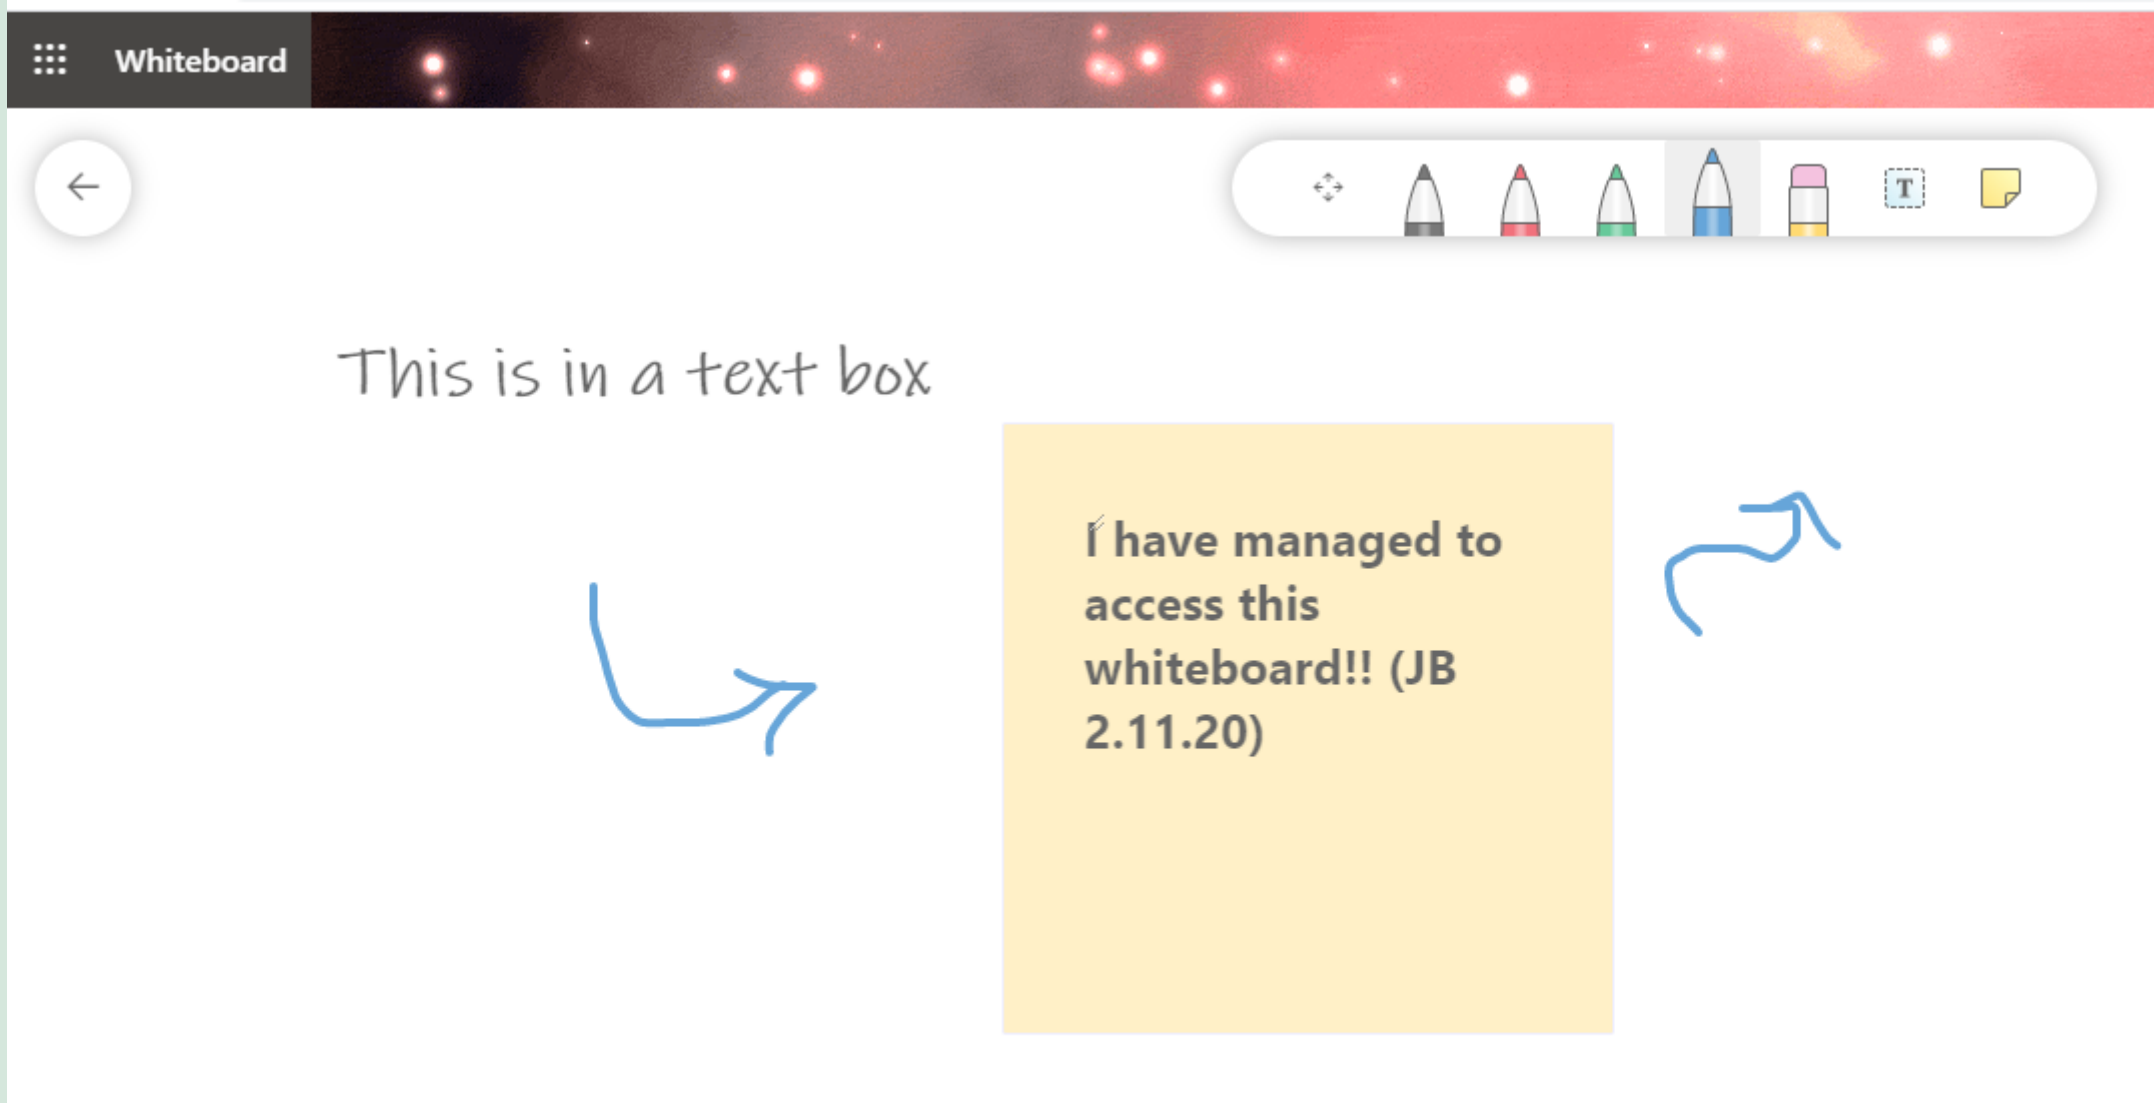 Whiteboard
T
This is in a text box
I have managed to
access this
whiteboard!! (JB
2.11.20)